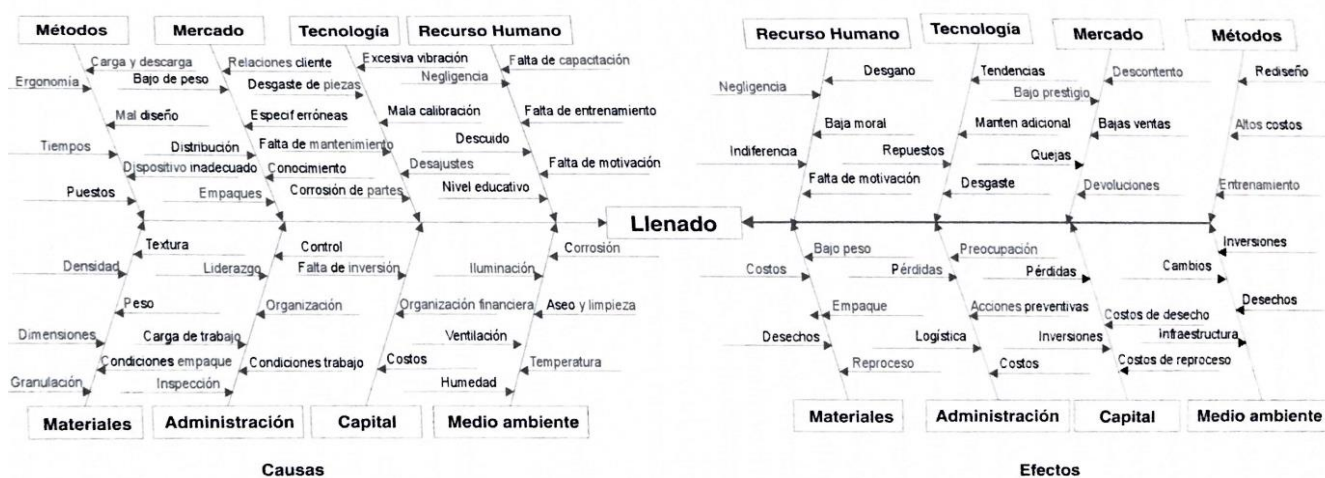 Métodos
Mercado
Tecnología
Recurso Humano
Carga y descarga
Ergonomía
Mal diseño
Tiempos
Dispositivo inadecuado
Puestos
Relaciones cliente
Bajo de peso
Especif erróneas
Distribución
Conocimiento
Empaques
Excesiva vibración
Desgaste de piezas
Mala calibración
Falta de mantenimiento
Desajustes
Corrosión de partes
Falta de capacitación
Negligencia
Falta de entrenamiento
Descuido
Falta de motivación
Nivel educativo
Textura
Densidad
Peso
Dimensiones
Condiciones empaque
Granulación
Control
Liderazgo
Organización
Carga de trabajo
Condiciones trabajo
Inspección
Falta de inversión
Organización financiera
Costos
Corrosión
Iluminación
Aseo y limpieza
Ventilación
Temperatura
Humedad
Materiales
Administración
Capital
Medio ambiente
Causas
Llenado
Recurso Humano
Tecnología
Mercado
Métodos
Desgano
Negligencia
Baja moral
Indiferencia
Falta de motivación
Tendencias
Manten adicional
Repuestos
Desgaste
Descontento
Bajo prestigio
Bajas ventas
Quejas
Devoluciones
Rediseño
Altos costos
Entrenamiento
Bajo peso
Costos
Empaque
Desechos
Reproceso
Preocupación
Pérdidas
Acciones preventivas
Logística
Costos
Pérdidas
Costos de desecho
Inversiones
Costos de reproceso
Inversiones
Cambios
Desechos
infraestructura
Materiales
Administración
Capital
Medio ambiente
Efectos